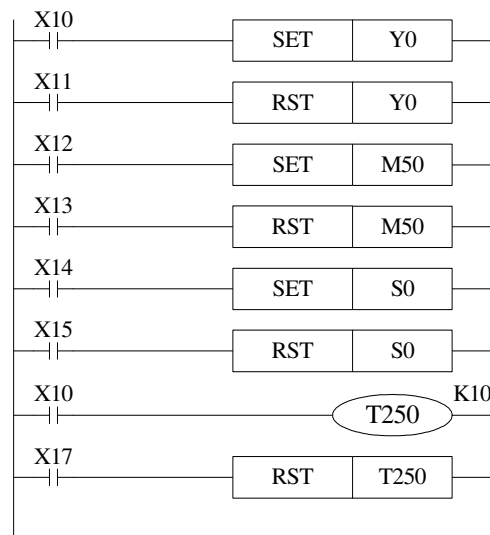 X10
SET Y0
X11
RST Y0
X12
SET M50
X13
RST M50
X14
SET S0
X15
RST S0
X10 K10
T250
X17
RST T250